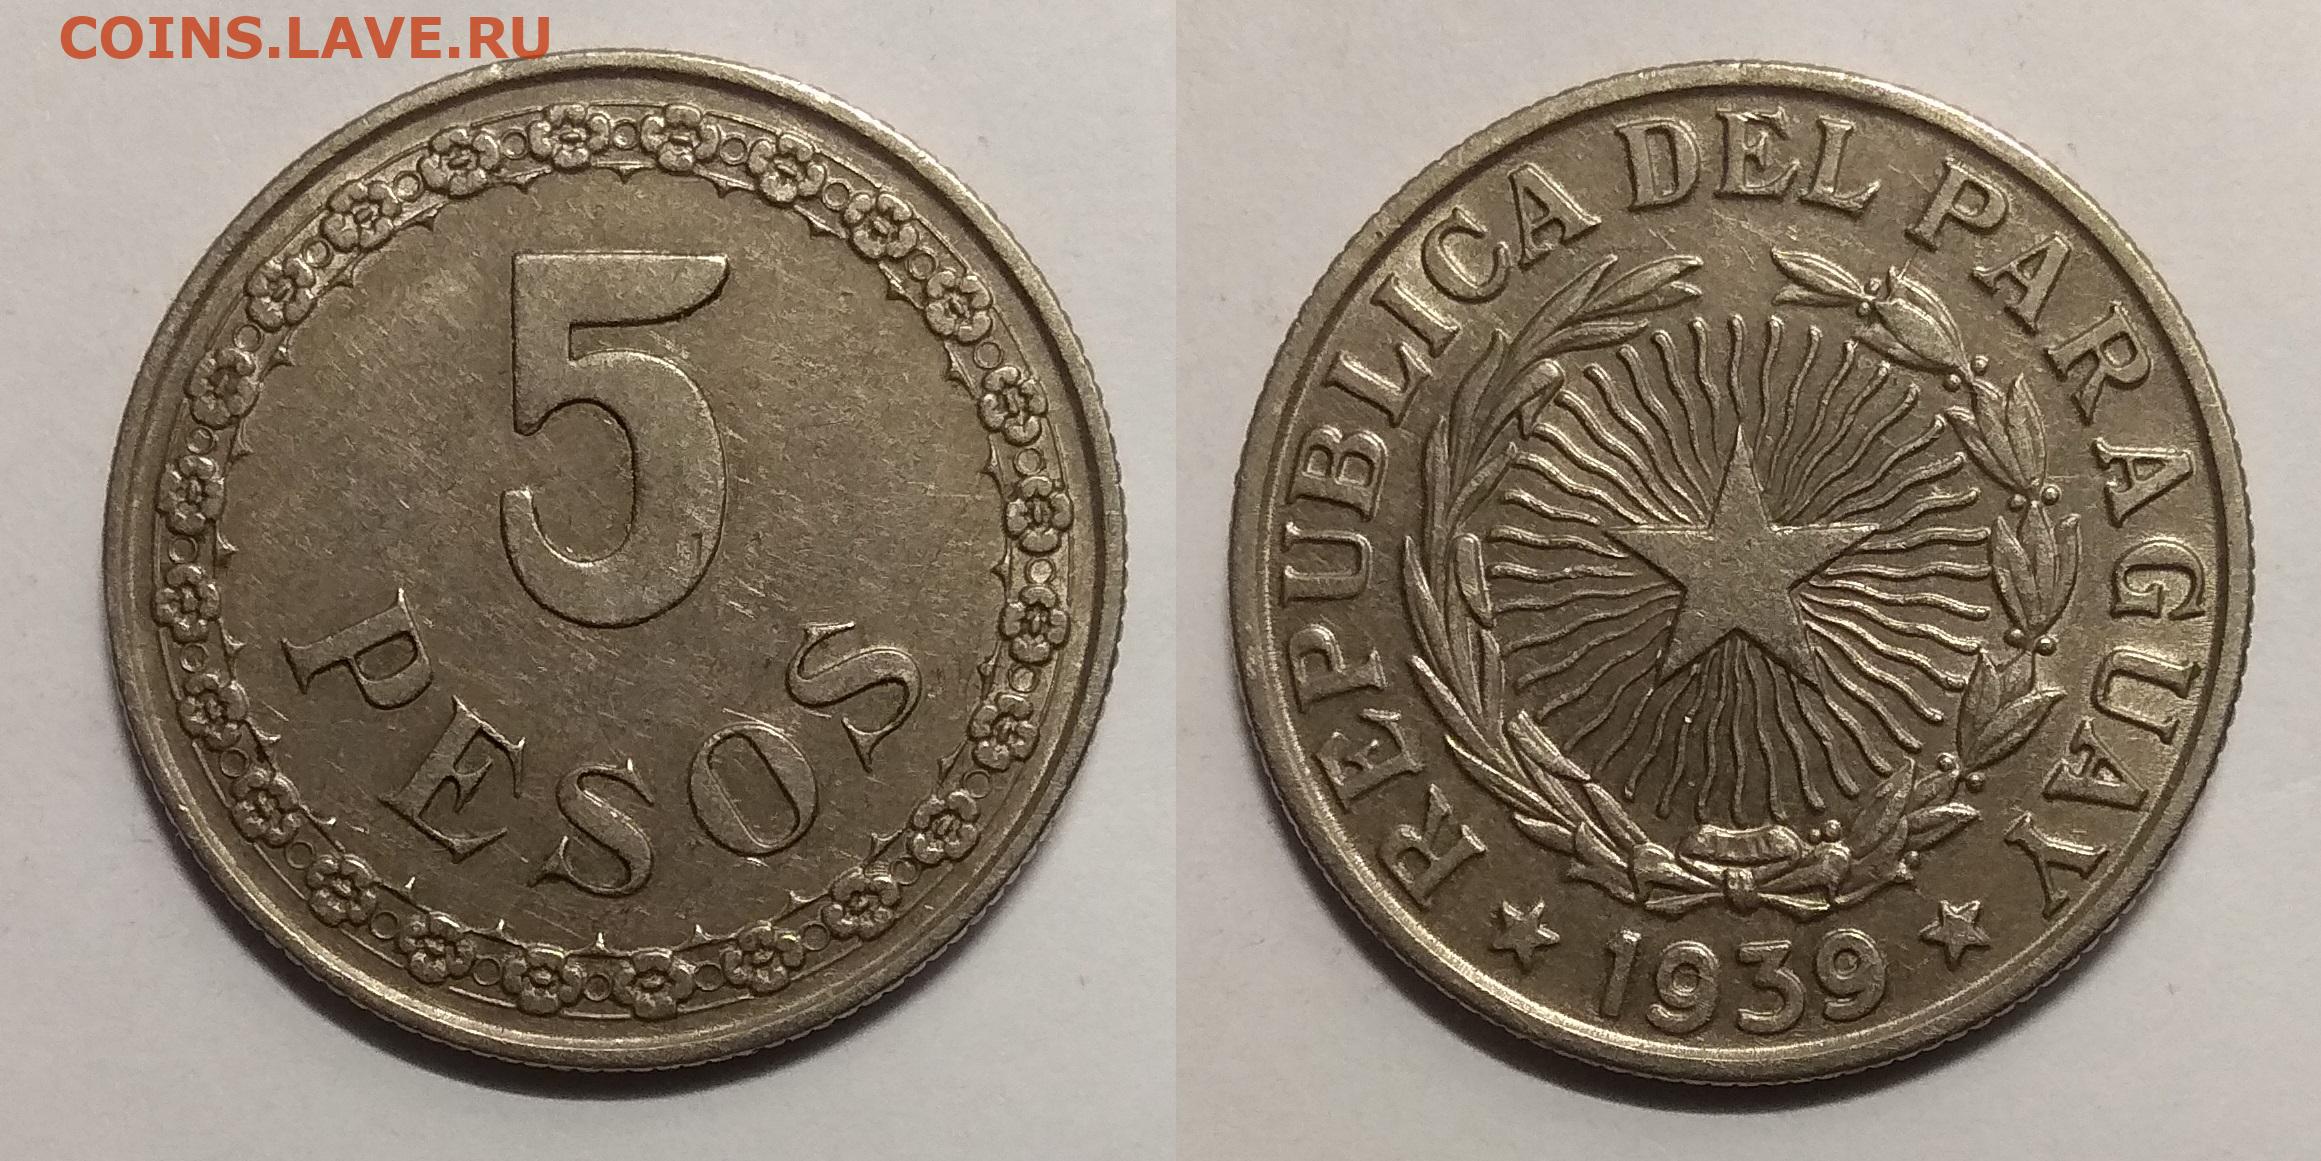 COINS.LAVE.RU
5
PESOS
REPUBLICA DEL PARAGUAY
★ 1939 ★